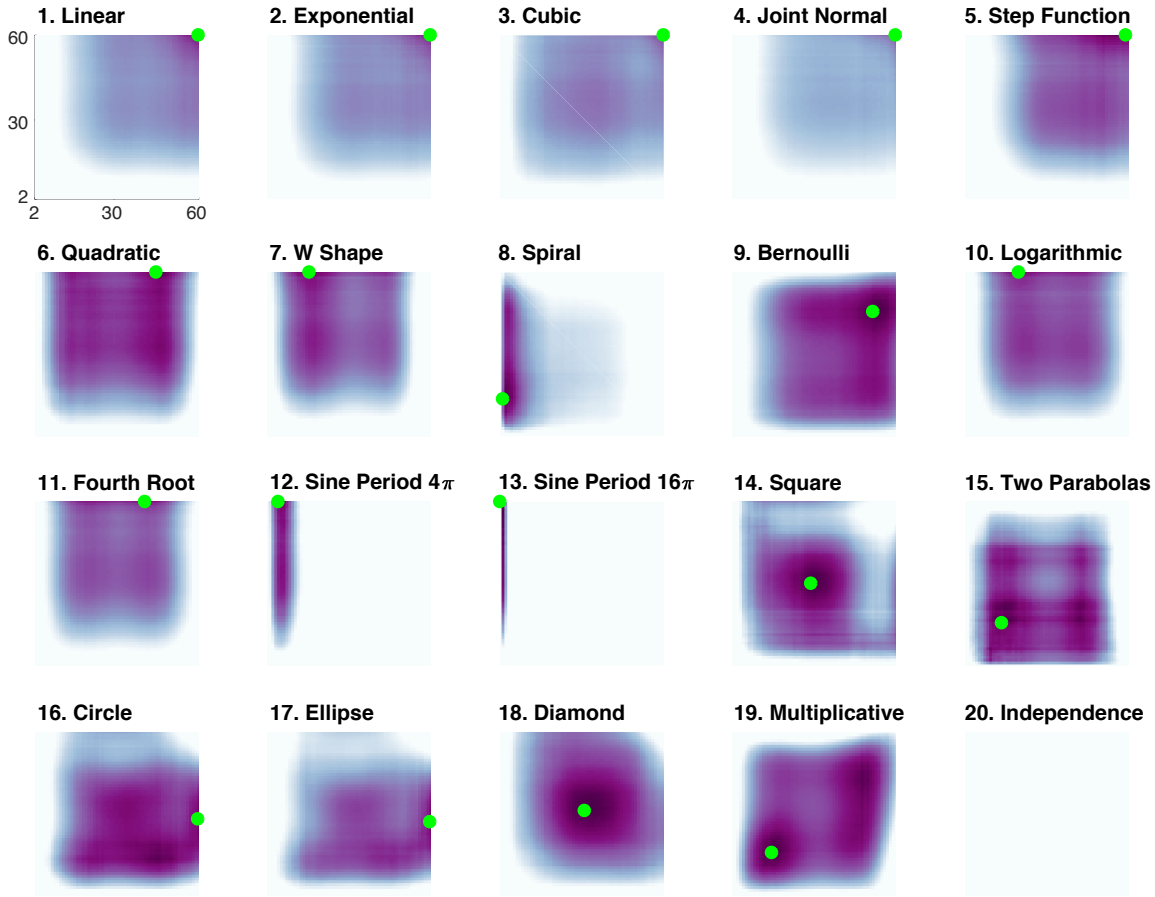 1. Linear
2. Exponential
3. Cubic
4. Joint Normal
5. Step Function
60
30
2
2 30 60
6. Quadratic
7. W Shape
8. Spiral
9. Bernoulli
10. Logarithmic
11. Fourth Root
12. Sine Period 4π
13. Sine Period 16π
14. Square
15. Two Parabolas
16. Circle
17. Ellipse
18. Diamond
19. Multiplicative
20. Independence